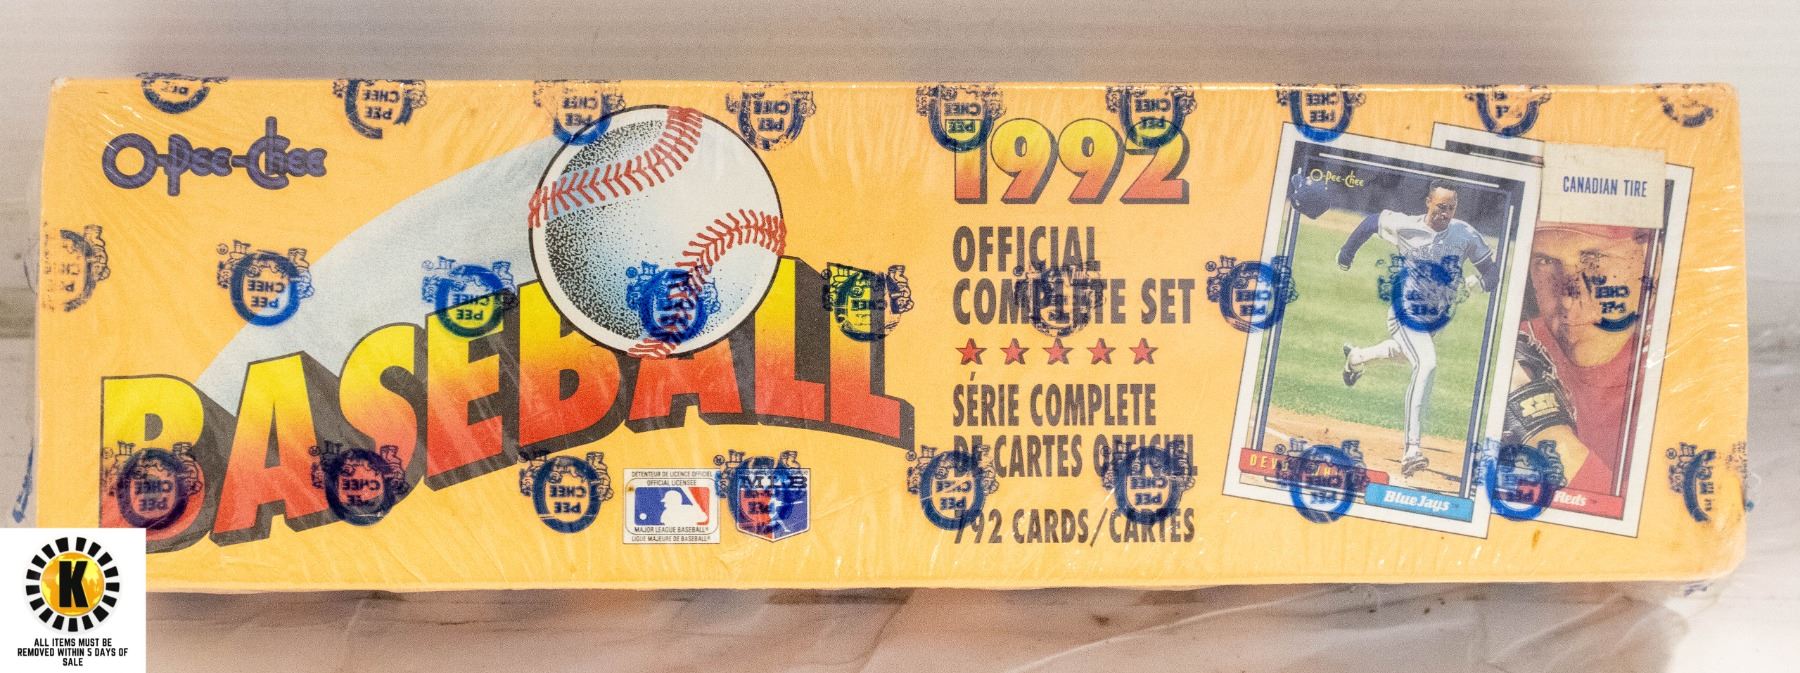 O-Pee-Chee
BASEBALL
1992
OFFICIAL
COMPLETE SET
SÉRIE COMPLETE
DE CARTES OFFICIEL
792 CARDS/CARTES
DÉTENTEUR DE LICENCE OFFICIEL
OFFICIAL LICENSEE
MAJOR LEAGUE BASEBALL
LIGUE MAJEURE DE BASEBALL
MLB
O-Pee-Chee
Blue Jays
CANADIAN TIRE
Reds
PEE
CHEE
K
ALL ITEMS MUST BE
REMOVED WITHIN 5 DAYS OF
SALE